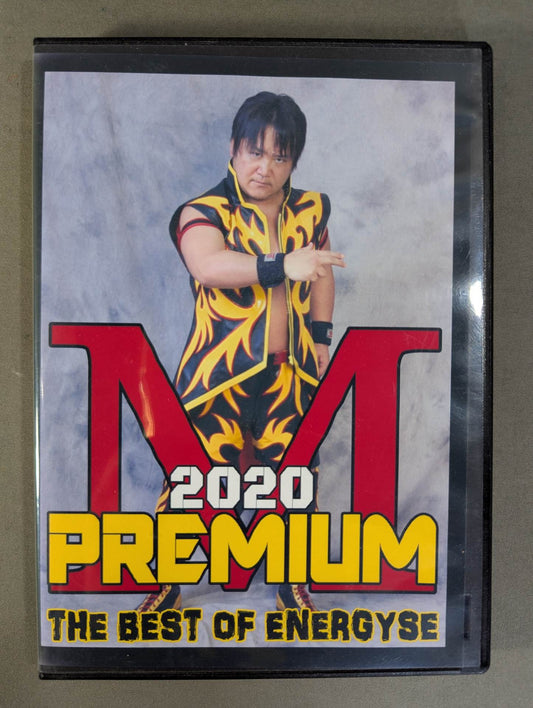 M
2020
PREMIUM
THE BEST OF ENERGYSE